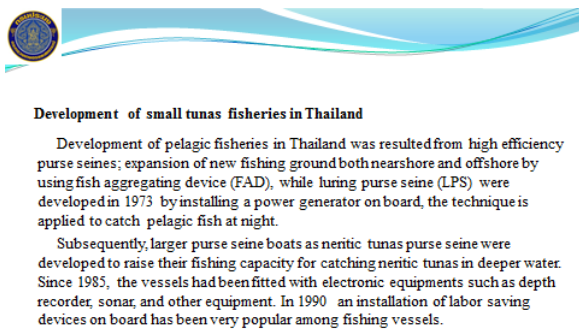 Development of small tunas fisheries in Thailand
Development of pelagic fisheries in Thailand was resulted from high efficiency
purse seines; expansion of new fishing ground both nearshore and offshore by
using fish aggregating device (FAD), while luring purse seine (LPS) were
developed in 1973 by installing a power generator on board, the technique is
applied to catch pelagic fish at night.
Subsequently, larger purse seine boats as neritic tunas purse seine were
developed to raise their fishing capacity for catching neritic tunas in deeper water.
Since 1985, the vessels had been fitted with electronic equipments such as depth
recorder, sonar, and other equipment. In 1990 an installation of labor saving
devices on board has been very popular among fishing vessels.